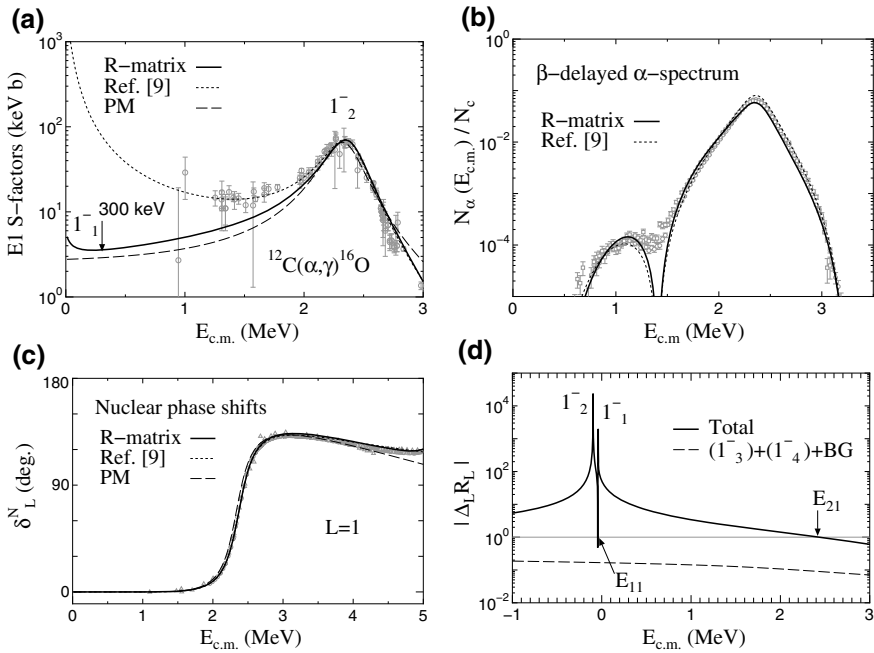 (a)
E1 S-factors (keV b)
10³
10²
10¹
10⁰
R-matrix
Ref. [9]
PM
1⁻₂
1⁻₁
300 keV
¹²C(α,γ)¹⁶O
0 1 2 3
E_c.m. (MeV)
(b)
N_α (E_c.m.) / N_c
10⁰
10⁻²
10⁻⁴
β−delayed α−spectrum
R−matrix
Ref. [9]
0 1 2 3
E_c.m (MeV)
(c)
δ^N_L ((deg.)
180
90
0
Nuclear phase shifts
R−matrix
Ref. [9]
PM
L=1
0 1 2 3 4 5
E_c.m. (MeV)
(d)
| Δ_L R_L |
10⁵
10⁴
10²
10⁰
10⁻²
1⁻₂
1⁻₁
Total
(1⁻₃)+(1⁻₄)+BG
E₂₁
E₁₁
−1 0 1 2 3
E_c.m. (MeV)